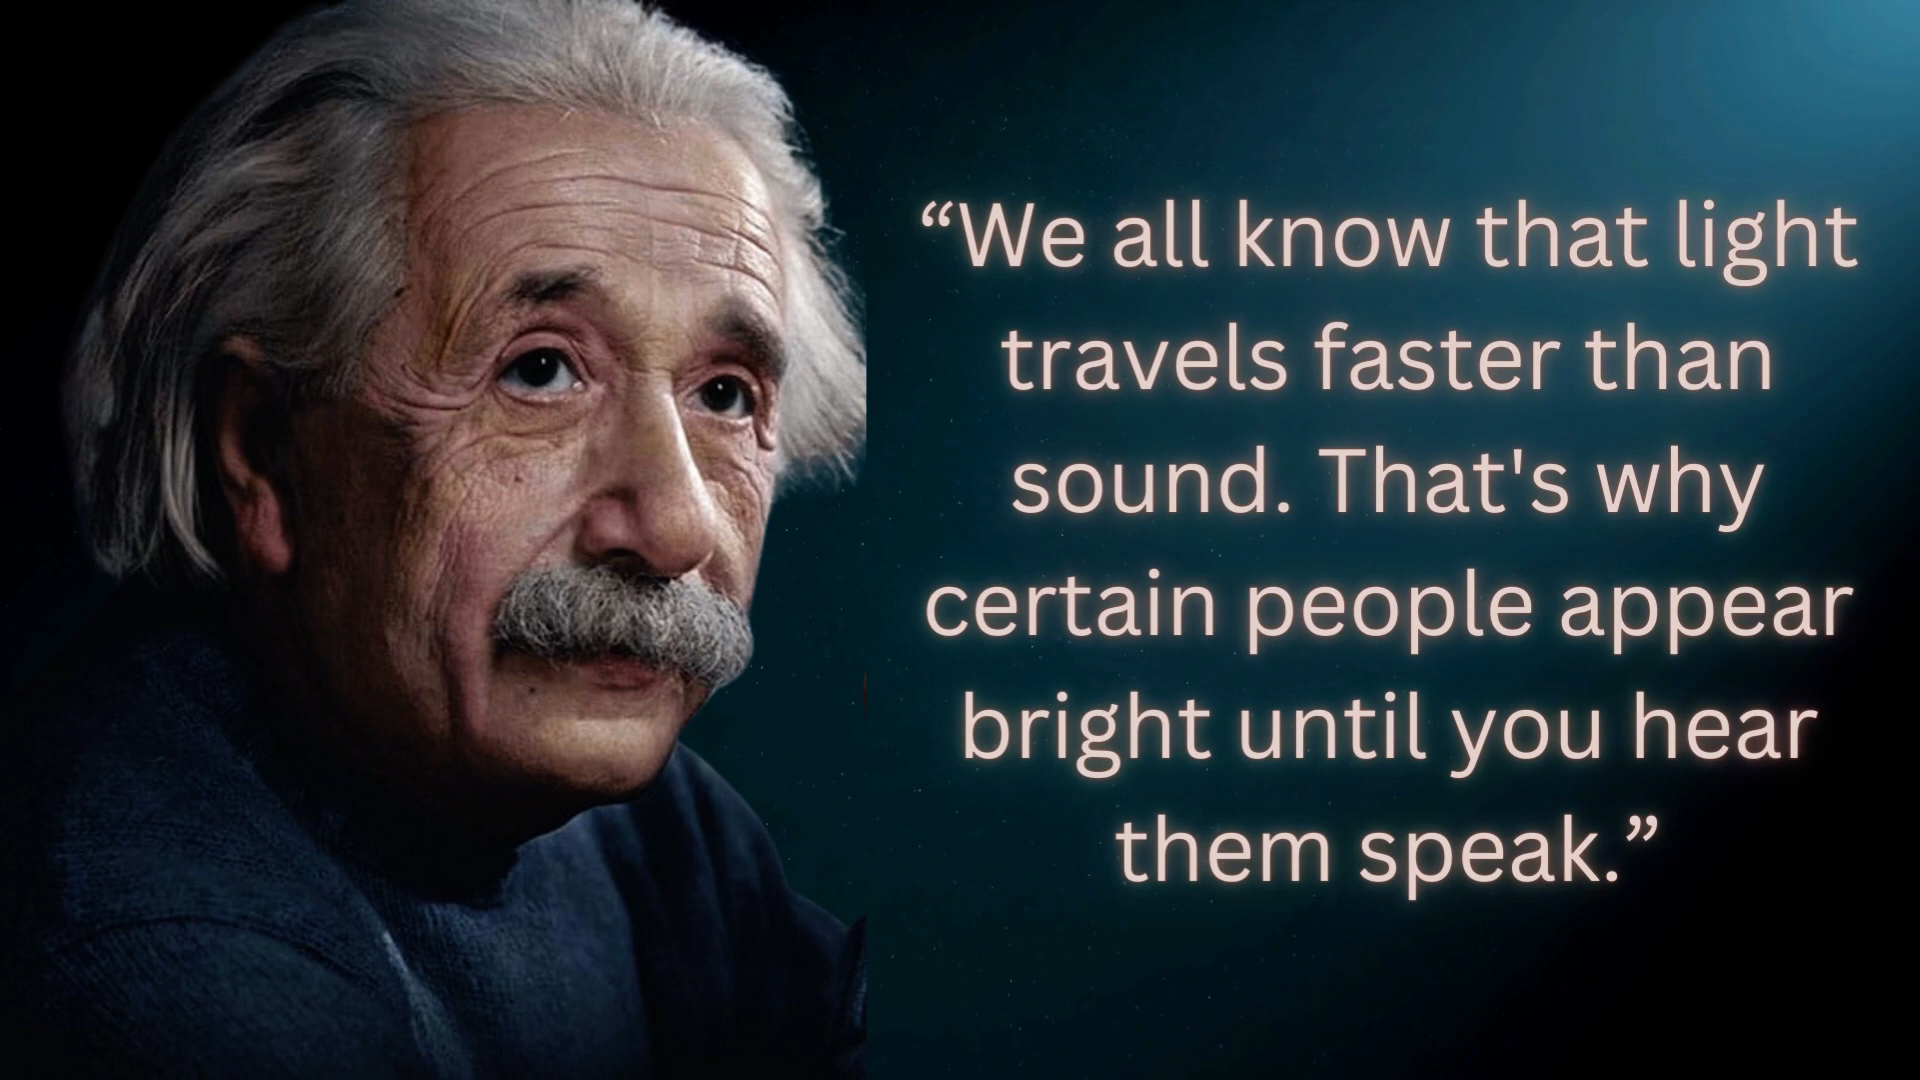 “We all know that light
travels faster than
sound. That's why
certain people appear
bright until you hear
them speak.”